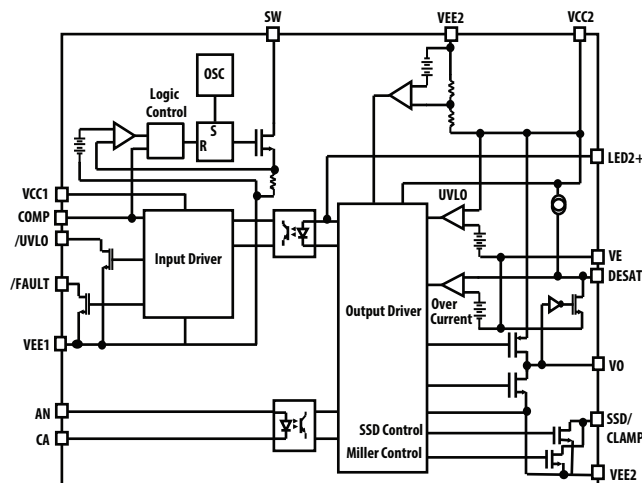 SW
VEE2
VCC2
OSC
Logic
Control
S
R
LED2+
VCC1
UVLO
COMP
/UVLO
Input Driver
VE
/FAULT
DESAT
Output Driver
Over
Current
VEE1
VO
AN
SSD/
CLAMP
SSD Control
CA
Miller Control
VEE2